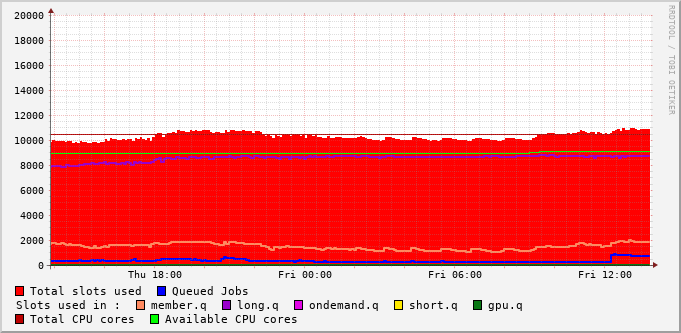 RRDTOOL / TOBI OETIKER
20000
18000
16000
14000
12000
10000
8000
6000
4000
2000
0
Thu 18:00 Fri 00:00 Fri 06:00 Fri 12:00
Total slots used Queued Jobs
Slots used in : member.q long.q ondemand.q short.q gpu.q
Total CPU cores Available CPU cores